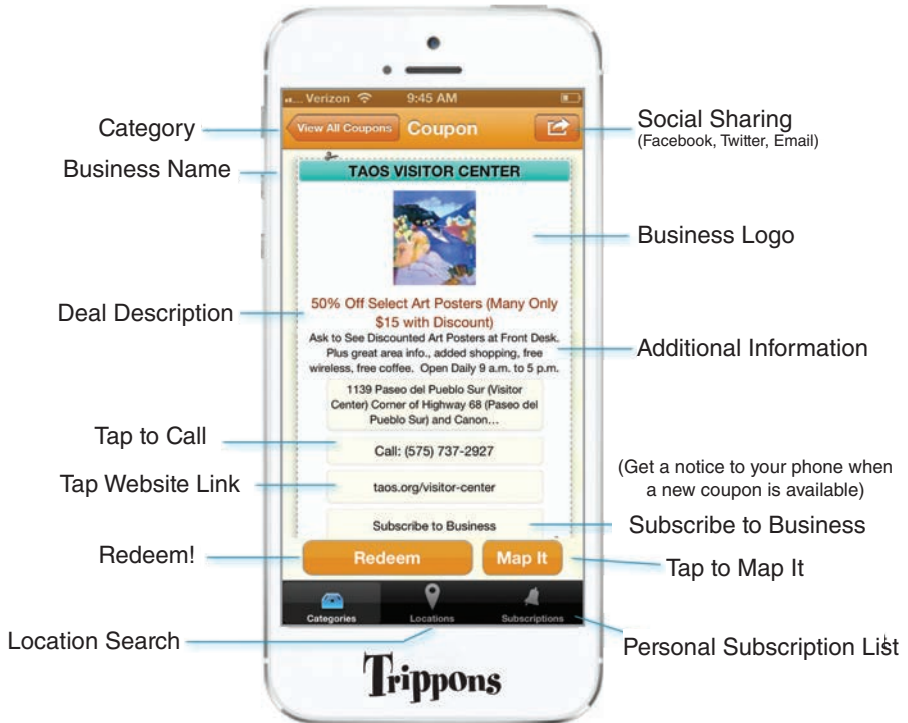 Verizon 9:45 AM
View All Coupons Coupon
Category
Social Sharing
(Facebook, Twitter, Email)
Business Name
TAOS VISITOR CENTER
Business Logo
Deal Description
50% Off Select Art Posters (Many Only
$15 with Discount)
Ask to See Discounted Art Posters at Front Desk.
Plus great area info., added shopping, free
wireless, free coffee. Open Daily 9 a.m. to 5 p.m.
Additional Information
1139 Paseo del Pueblo Sur (Visitor
Center) Corner of Highway 68 (Paseo del
Pueblo Sur) and Canon...
Tap to Call
Call: (575) 737-2927
Tap Website Link
taos.org/visitor-center
(Get a notice to your phone when
a new coupon is available)
Subscribe to Business
Subscribe to Business
Redeem!
Redeem
Map It
Tap to Map It
Categories
Locations
Subscriptions
Location Search
Personal Subscription List
Trippons